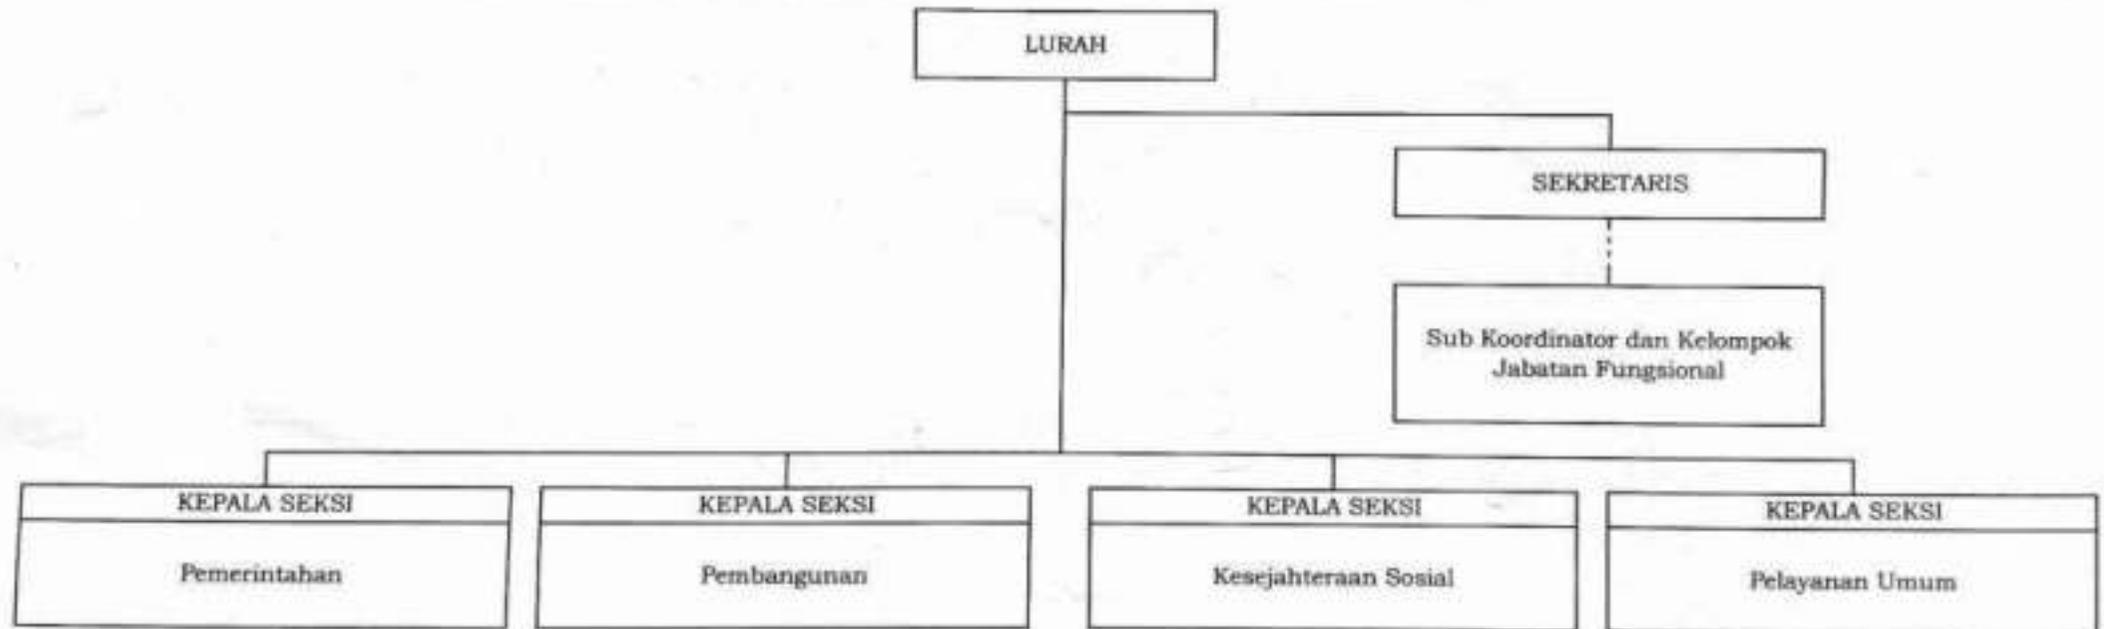 LURAH
SEKRETARIS
Sub Koordinator dan Kelompok
Jabatan Fungsional
KEPALA SEKSI
Pemerintahan
KEPALA SEKSI
Pembangunan
KEPALA SEKSI
Kesejahteraan Sosial
KEPALA SEKSI
Pelayanan Umum